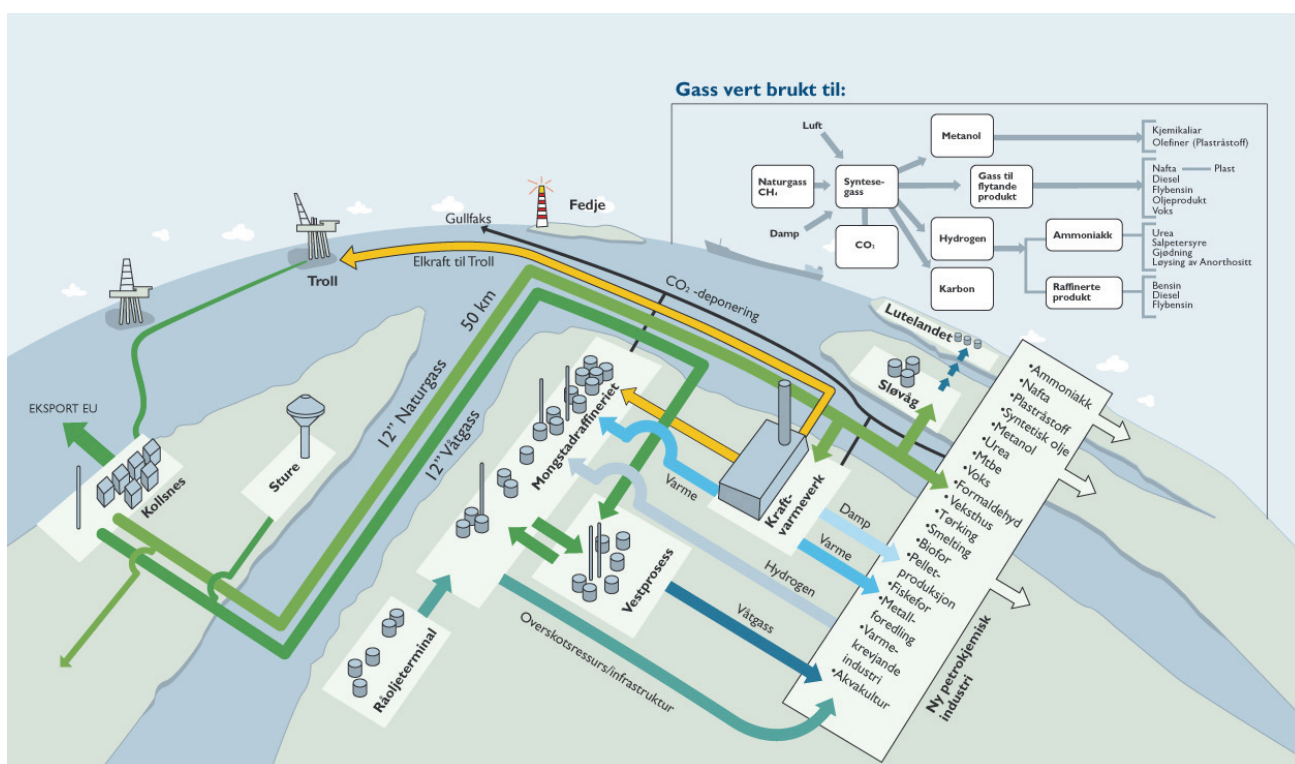 Gass vert brukt til:
Luft
Naturgass
CH₄
Damp
Syntese-
gass
CO₂
Metanol
Gass til
flytande
produkt
Hydrogen
Karbon
Ammoniakk
Raffinerte
produkt
Kjemikaliar
Olefiner (Plastråstoff)
Nafta
Plast
Diesel
Flybensin
Oljeprodukt
Voks
Urea
Salpetersyre
Gjødning
Løysing av Anorthositt
Bensin
Diesel
Flybensin
Fedje
Gullfaks
Troll
Elkraft til Troll
CO₂ -deponering
50 km
12" Naturgass
12" Våtgass
EKSPORT EU
Kollsnes
Sture
Mongstadraffineriet
Lutelandet
Sløvåg
Varme
Kraft-
varmeverk
Damp
Varme
Hydrogen
Våtgass
Vestprosess
Råoljeterminal
Overskotsressurs/infrastruktur
•Ammoniakk
•Nafta
•Plastråstoff
•Syntetisk olje
•Metanol
•Urea
•Mtbe
•Voks
•Formaldehyd
•Veksthus
•Tørking
•Smelting
•Biofor
•Pellet-
produksjon
•Fiskefor
•Metall-
foredling
•Varme-
krevjande
industri
•Akvakultur
Ny petrokjemisk
industri